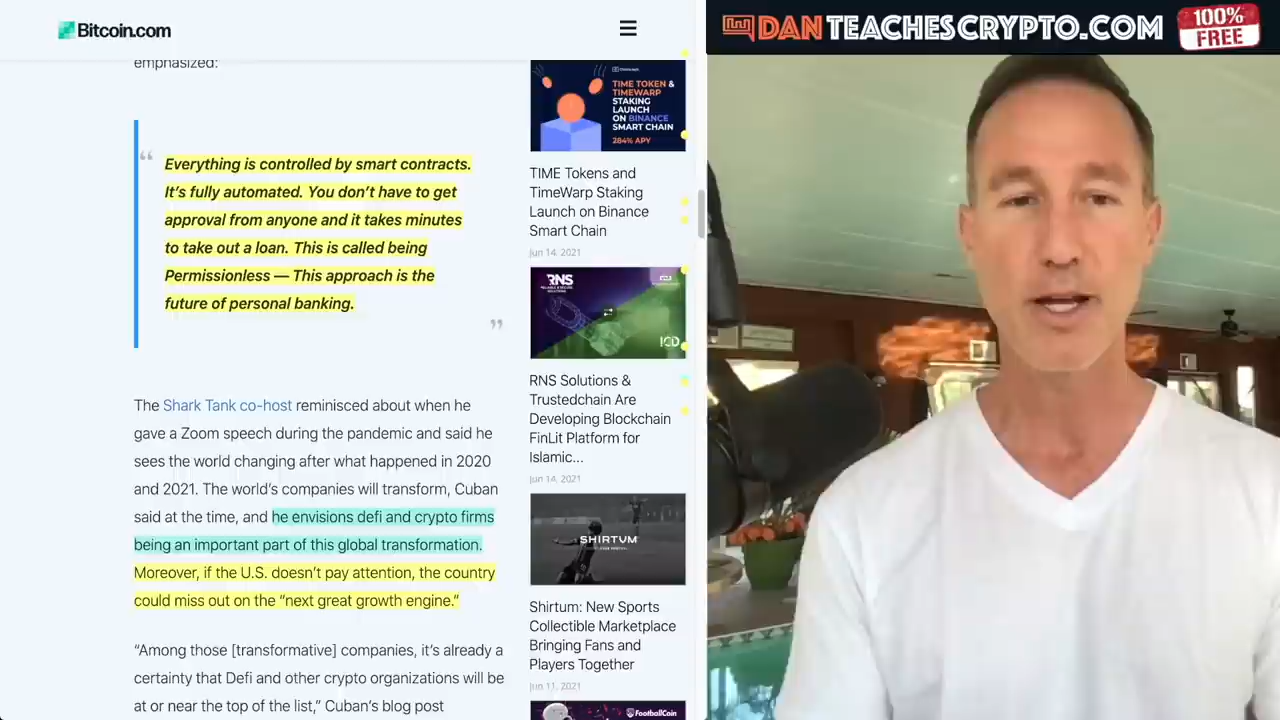 Bitcoin.com
emphasized:
“
Everything is controlled by smart contracts.
It’s fully automated. You don’t have to get
approval from anyone and it takes minutes
to take out a loan. This is called being
Permissionless — This approach is the
future of personal banking.
”
The Shark Tank co-host reminisced about when he
gave a Zoom speech during the pandemic and said he
sees the world changing after what happened in 2020
and 2021. The world’s companies will transform, Cuban
said at the time, and he envisions defi and crypto firms
being an important part of this global transformation.
Moreover, if the U.S. doesn’t pay attention, the country
could miss out on the “next great growth engine.”
“Among those [transformative] companies, it’s already a
certainty that Defi and other crypto organizations will be
at or near the top of the list,” Cuban’s blog post
TIME TOKEN &
TIMEWARP
STAKING
LAUNCH
ON BINANCE
SMART CHAIN
284% APY
TIME Tokens and
TimeWarp Staking
Launch on Binance
Smart Chain
Jun 14, 2021
RNS
ICD
RNS Solutions &
Trustedchain Are
Developing Blockchain
FinLit Platform for
Islamic...
Jun 14, 2021
SHIRTUM
Shirtum: New Sports
Collectible Marketplace
Bringing Fans and
Players Together
Jun 11, 2021
FootballCoin
DANTEACHESCRYPTO.COM
100%
FREE